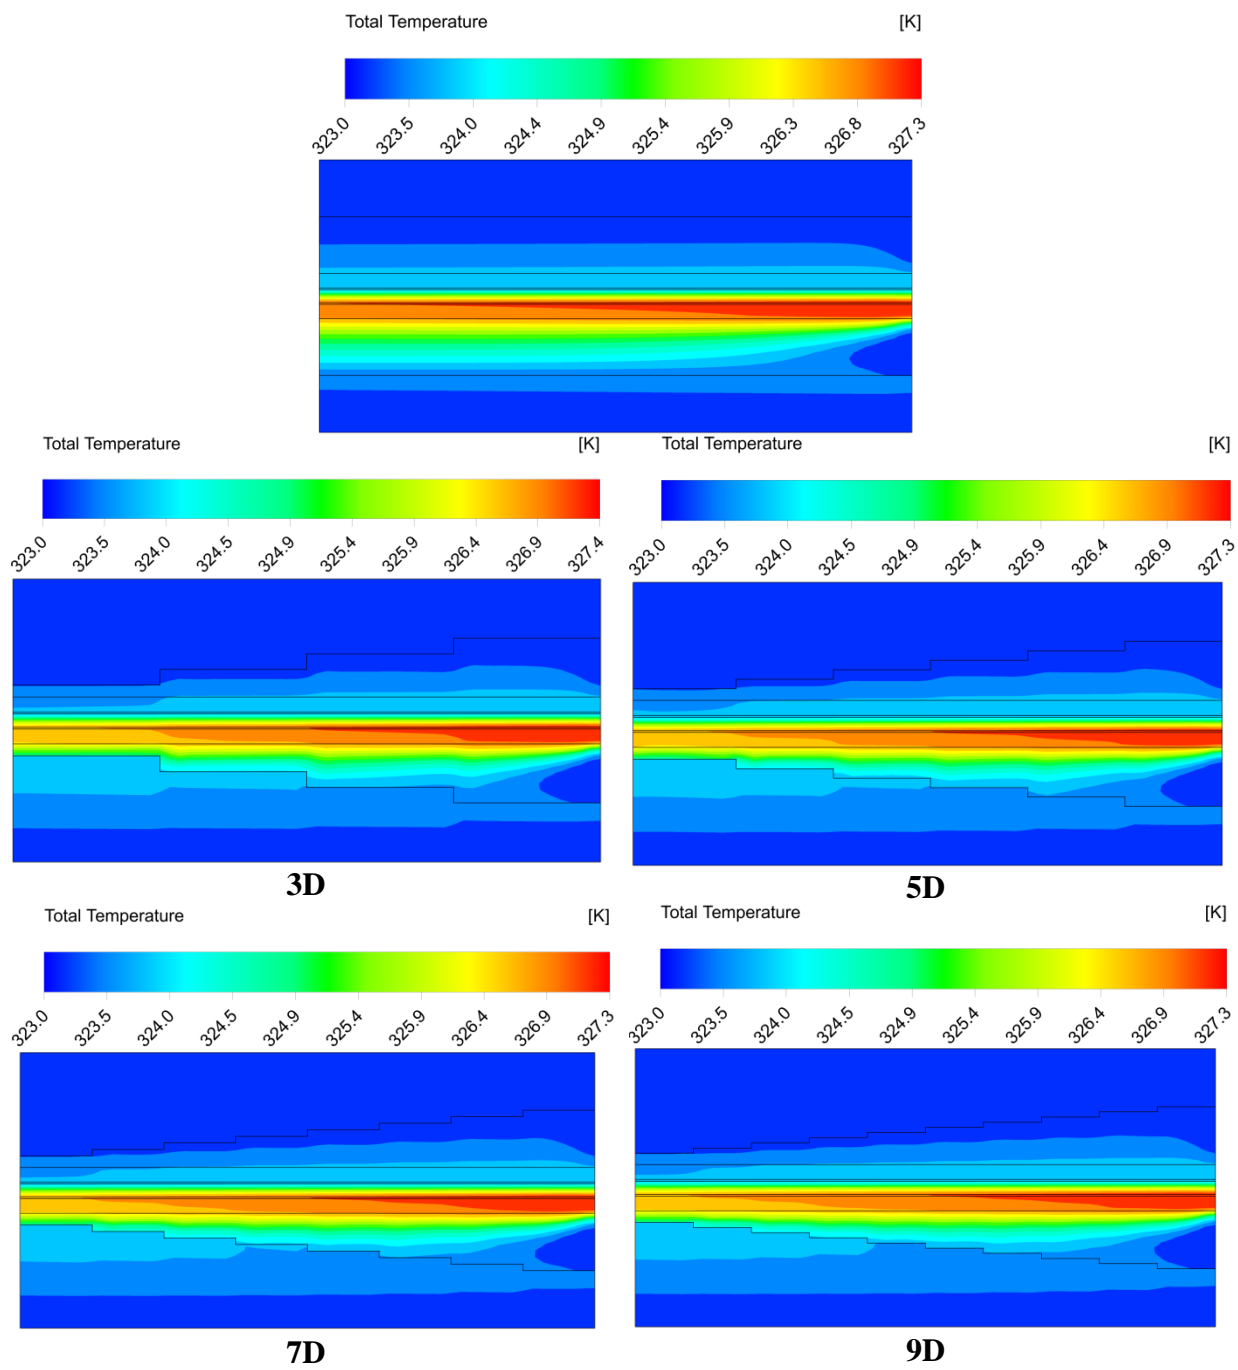 Total Temperature [K]
323.0 323.5 324.0 324.4 324.9 325.4 325.9 326.3 326.8 327.3
Total Temperature [K] Total Temperature [K]
323.0 323.5 324.0 324.5 324.9 325.4 325.9 326.4 326.9 327.4 323.0 323.5 324.0 324.5 324.9 325.4 325.9 326.4 326.9 327.3
3D 5D
Total Temperature [K] Total Temperature [K]
323.0 323.5 324.0 324.5 324.9 325.4 325.9 326.4 326.9 327.3 323.0 323.5 324.0 324.5 324.9 325.4 325.9 326.4 326.9 327.3
7D 9D